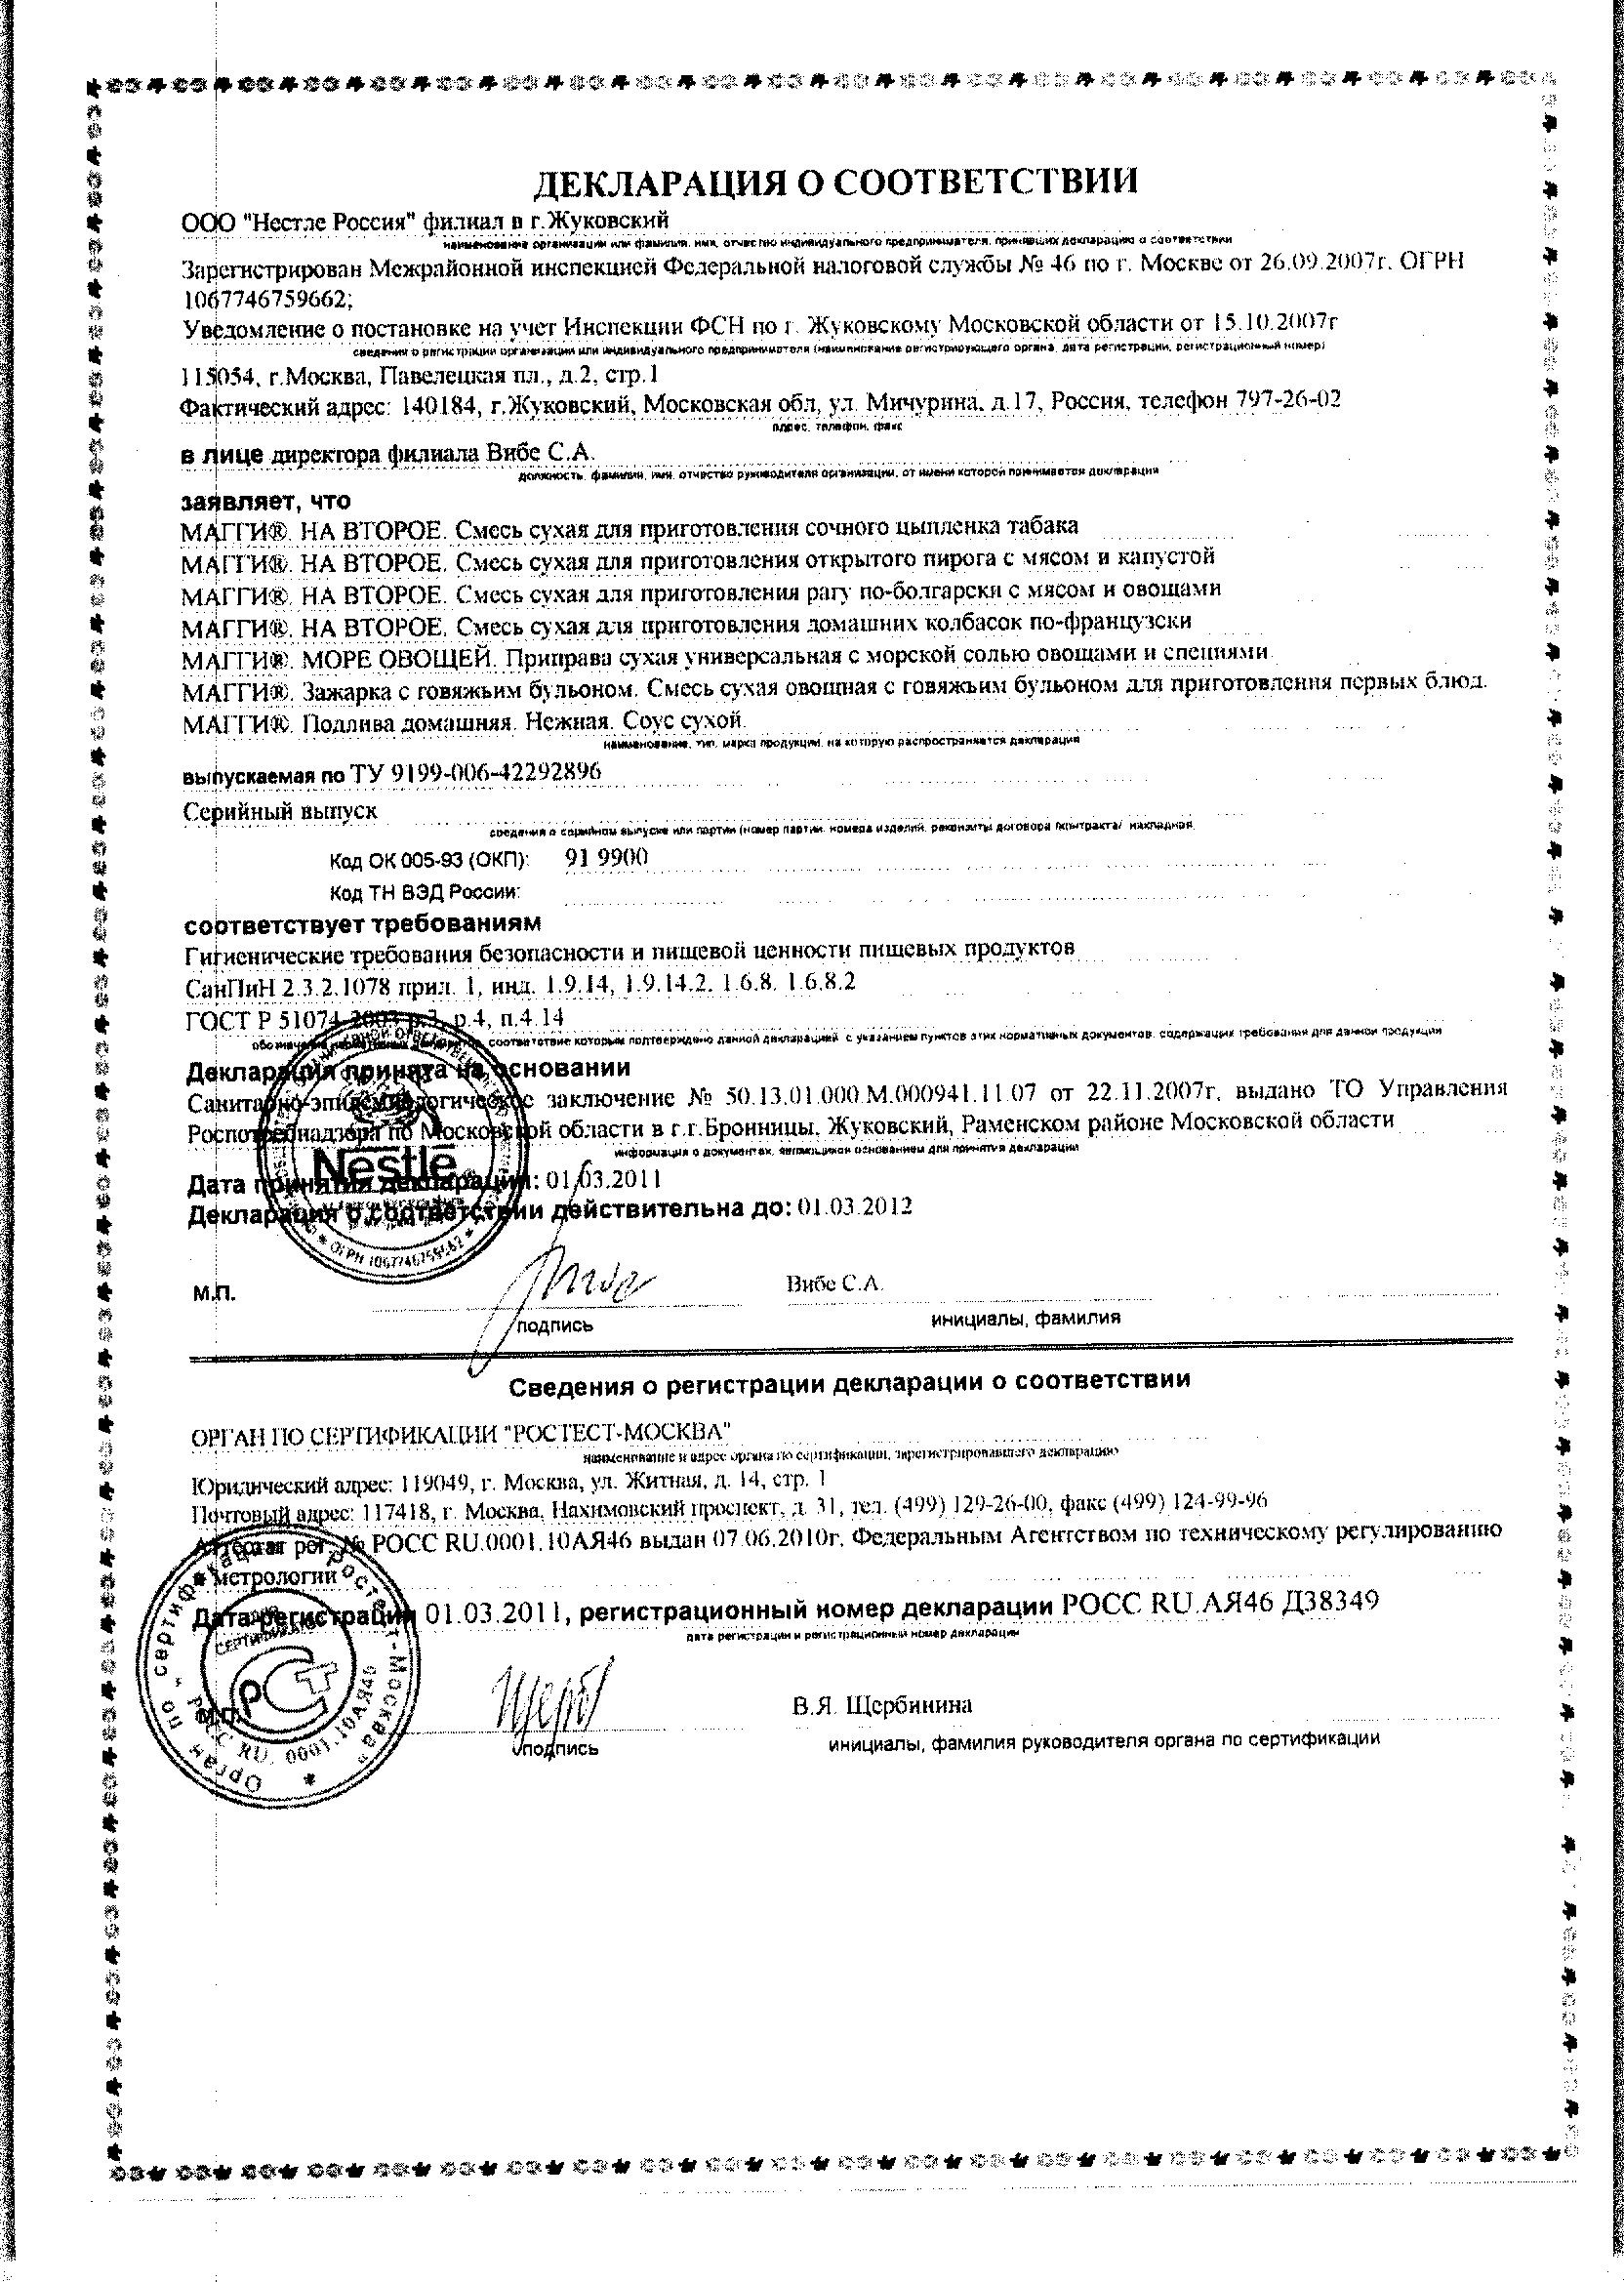 ДЕКЛАРАЦИЯ О СООТВЕТСТВИИ
ООО "Нестле Россия" филиал в г.Жуковский
наименование организации или фамилия, имя, отчество индивидуального предпринимателя, принявших декларацию о соответствии
Зарегистрирован Межрайонной инспекцией Федеральной налоговой службы № 46 по г. Москве от 26.09.2007г. ОГРН
1067746759662;
Уведомление о постановке на учет Инспекции ФСН по г. Жуковскому Московской области от 15.10.2007г
сведения о регистрации организации или индивидуального предпринимателя (наименование регистрирующего органа, дата регистрации, регистрационный номер)
115054, г.Москва, Павелецкая пл., д.2, стр.1
Фактический адрес: 140184, г.Жуковский, Московская обл, ул. Мичурина, д.17, Россия, телефон 797-26-02
адрес, телефон, факс
в лице директора филиала Вибе С.А.
должность, фамилия, имя, отчество руководителя организации, от имени которой принимается декларация
заявляет, что
МАГГИ®. НА ВТОРОЕ. Смесь сухая для приготовления сочного цыпленка табака
МАГГИ®. НА ВТОРОЕ. Смесь сухая для приготовления открытого пирога с мясом и капустой
МАГГИ®. НА ВТОРОЕ. Смесь сухая для приготовления рагу по-болгарски с мясом и овощами
МАГГИ®. НА ВТОРОЕ. Смесь сухая для приготовления домашних колбасок по-французски
МАГГИ®. МОРЕ ОВОЩЕЙ. Приправа сухая универсальная с морской солью овощами и специями.
МАГГИ®. Зажарка с говяжьим бульоном. Смесь сухая овощная с говяжьим бульоном для приготовления первых блюд.
МАГГИ®. Подлива домашняя. Нежная. Соус сухой.
наименование, тип, марка продукции, на которую распространяется декларация
выпускаемая по ТУ 9199-006-42292896
Серийный выпуск
сведения о серийном выпуске или партии (номер партии, номера изделий, реквизиты договора /контракта/ накладная
Код ОК 005-93 (ОКП): 91 9900
Код ТН ВЭД России:
соответствует требованиям
Гигиенические требования безопасности и пищевой ценности пищевых продуктов
СанПиН 2.3.2.1078 прил. 1, инд. 1.9.14, 1.9.14.2, 1.6.8, 1.6.8.2
ГОСТ Р 51074-2003 р.3, р.4, п.4.14
соответствие которым подтверждено данной декларацией, с указанием пунктов этих нормативных документов, содержащих требования для данной продукции
Декларация принята на основании
Санитарно-эпидемиологическое заключение № 50.13.01.000.М.000941.11.07 от 22.11.2007г, выдано ТО Управления
Роспотребнадзора по Московской области в г.г.Бронницы, Жуковский, Раменском районе Московской области
информация о документах, являющихся основанием для принятия декларации
Nestle
Дата принятия декларации: 01.03.2011
Декларация о соответствии действительна до: 01.03.2012
ОГРН 1067746759662
М.П.
Вибе С.А.
подпись
инициалы, фамилия
Сведения о регистрации декларации о соответствии
ОРГАН ПО СЕРТИФИКАЦИИ "РОСТЕСТ-МОСКВА"
наименование и адрес органа по сертификации, зарегистрировавшего декларацию
Юридический адрес: 119049, г. Москва, ул. Житная, д. 14, стр. 1
Почтовый адрес: 117418, г. Москва, Нахимовский проспект, д. 31, тел. (499) 129-26-00, факс (499) 124-99-96
Аттестат рег. № РОСС RU.0001.10АЯ46 выдан 07.06.2010г. Федеральным Агентством по техническому регулированию
и метрологии
Дата регистрации 01.03.2011, регистрационный номер декларации РОСС RU.АЯ46 Д38349
дата регистрации и регистрационный номер декларации
Орган по сертификации "Ростест-Москва"
РОСС RU. 0001.10АЯ46
М.П.
В.Я. Щербинина
подпись
инициалы, фамилия руководителя органа по сертификации